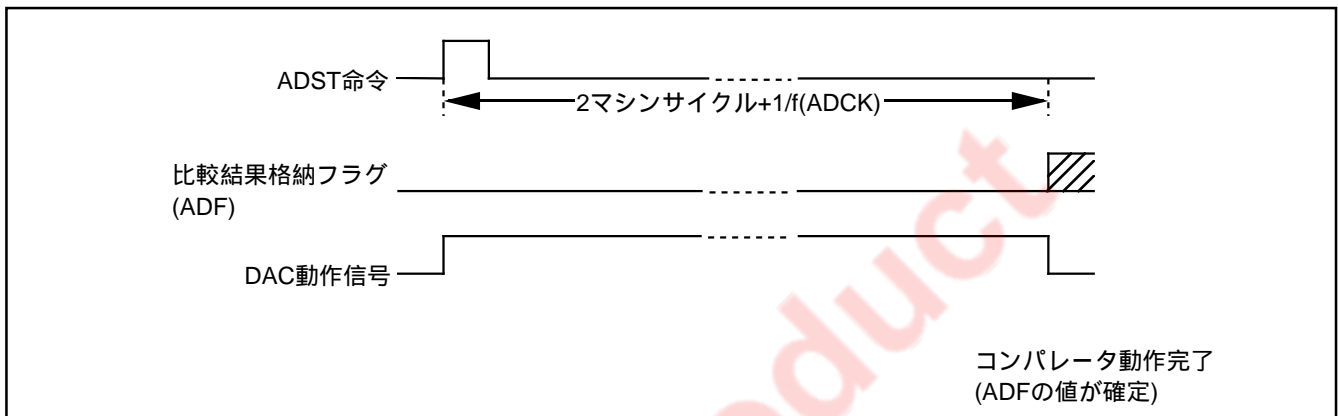 ADST命令
2マシンサイクル+1/f(ADCK)
比較結果格納フラグ
(ADF)
DAC動作信号
コンパレータ動作完了
(ADFの値が確定)
oduct